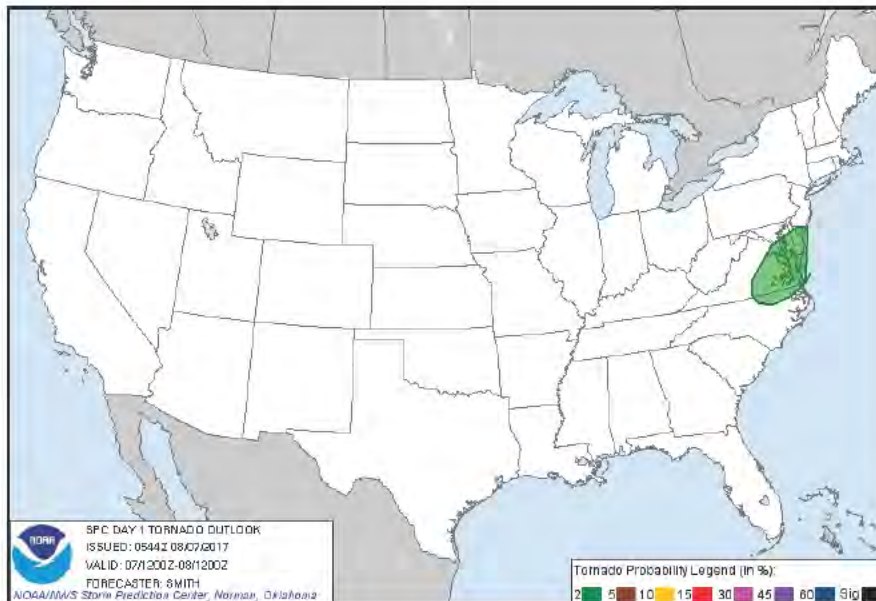 2%
NOAA
SPC DAY 1 TORNADO OUTLOOK
ISSUED: 0544Z 08/07/2017
VALID: 07/1200Z-08/1200Z
FORECASTER: SMITH
NOAA/NWS Storm Prediction Center, Norman, Oklahoma
Tornado Probability Legend (in %):
2 5 10 15 30 45 60 Sig